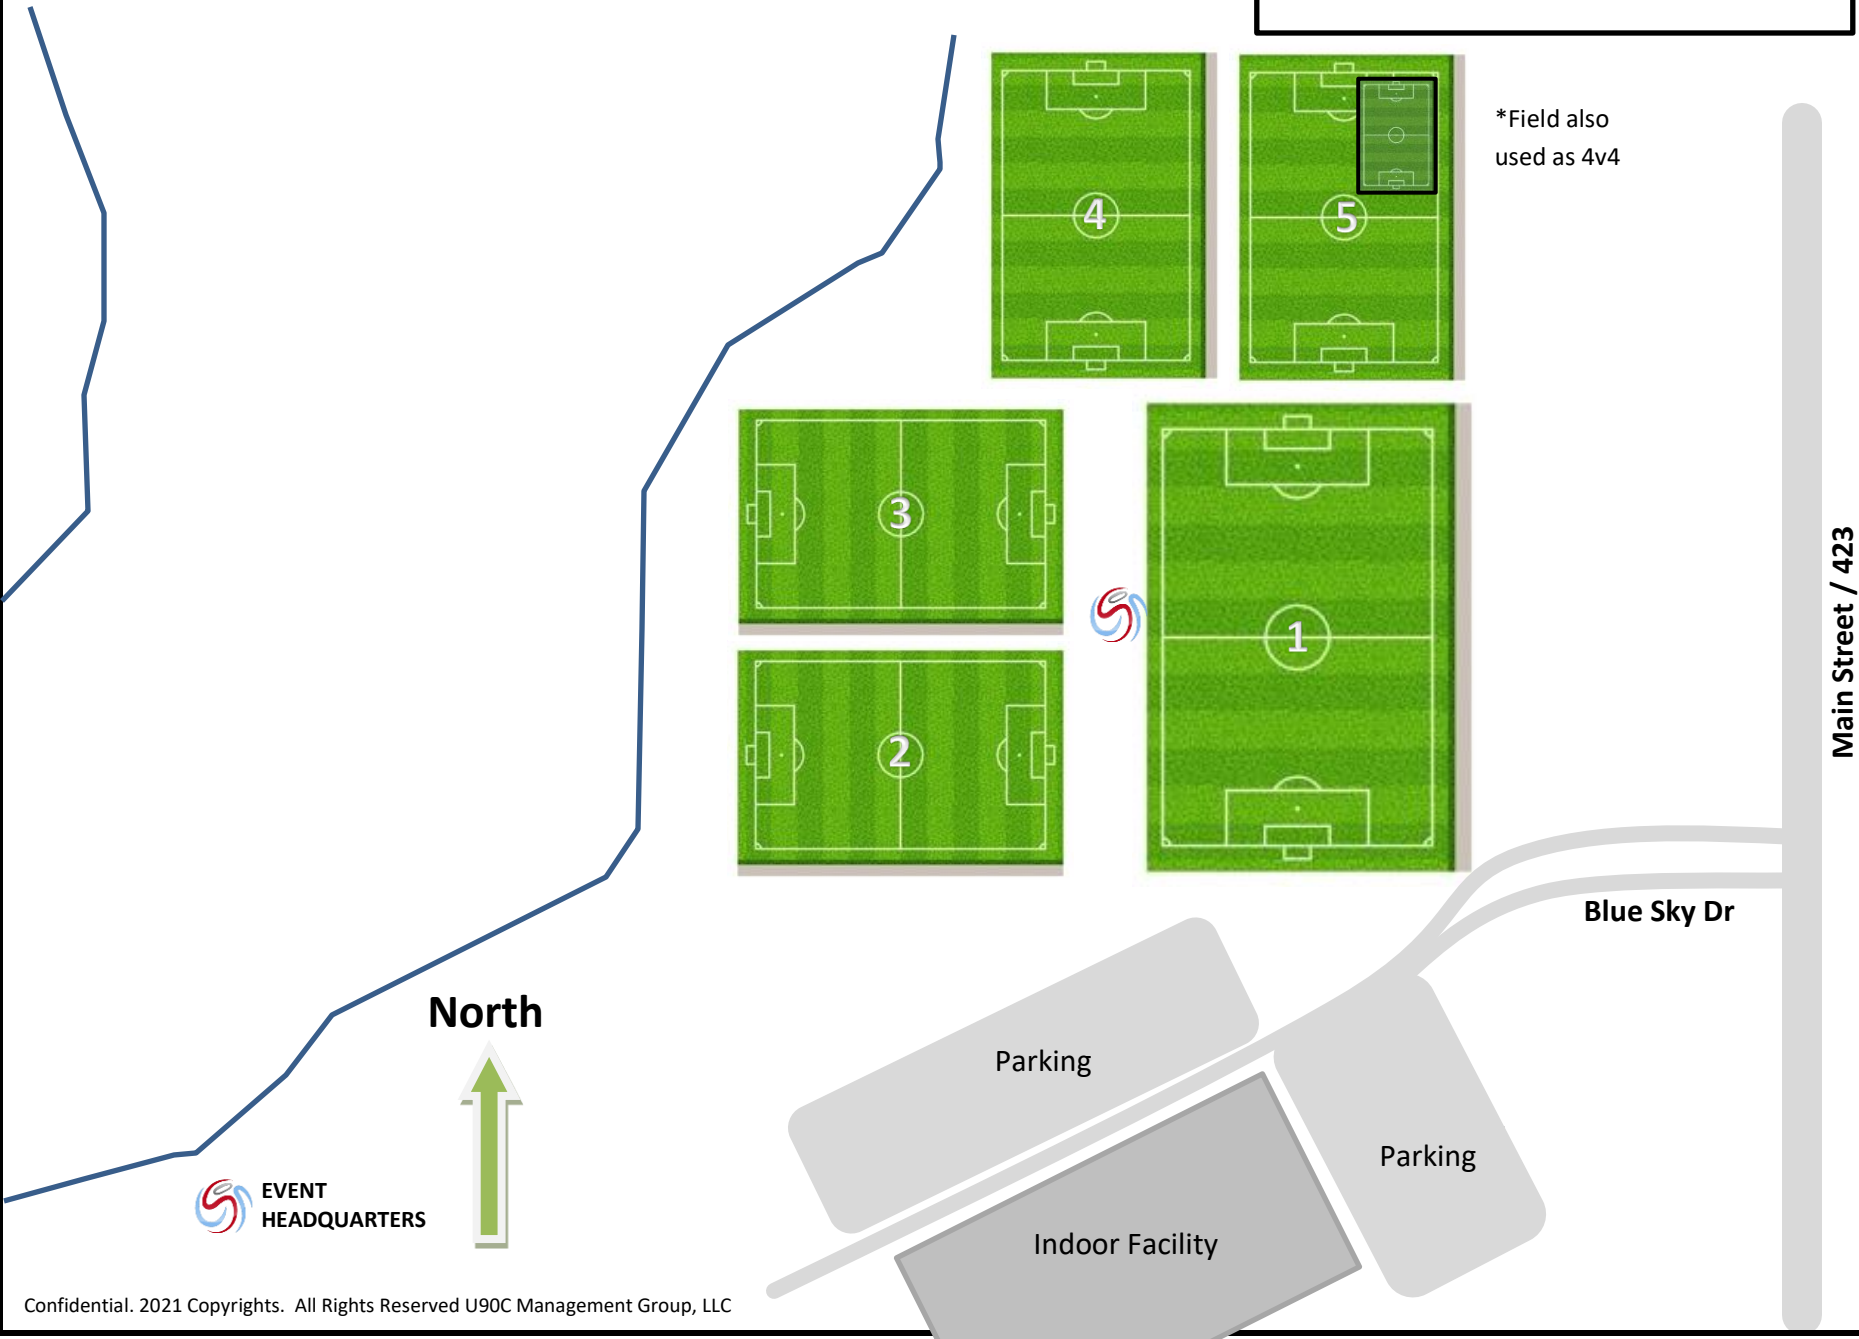 4
5
*Field also
used as 4v4
3
1
2
Main Street / 423
Blue Sky Dr
North
Parking
Parking
EVENT
HEADQUARTERS
Indoor Facility
Confidential. 2021 Copyrights.  All Rights Reserved U90C Management Group, LLC